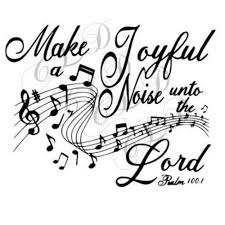 Make a Joyful
Noise unto the
Lord
Psalm 100:1